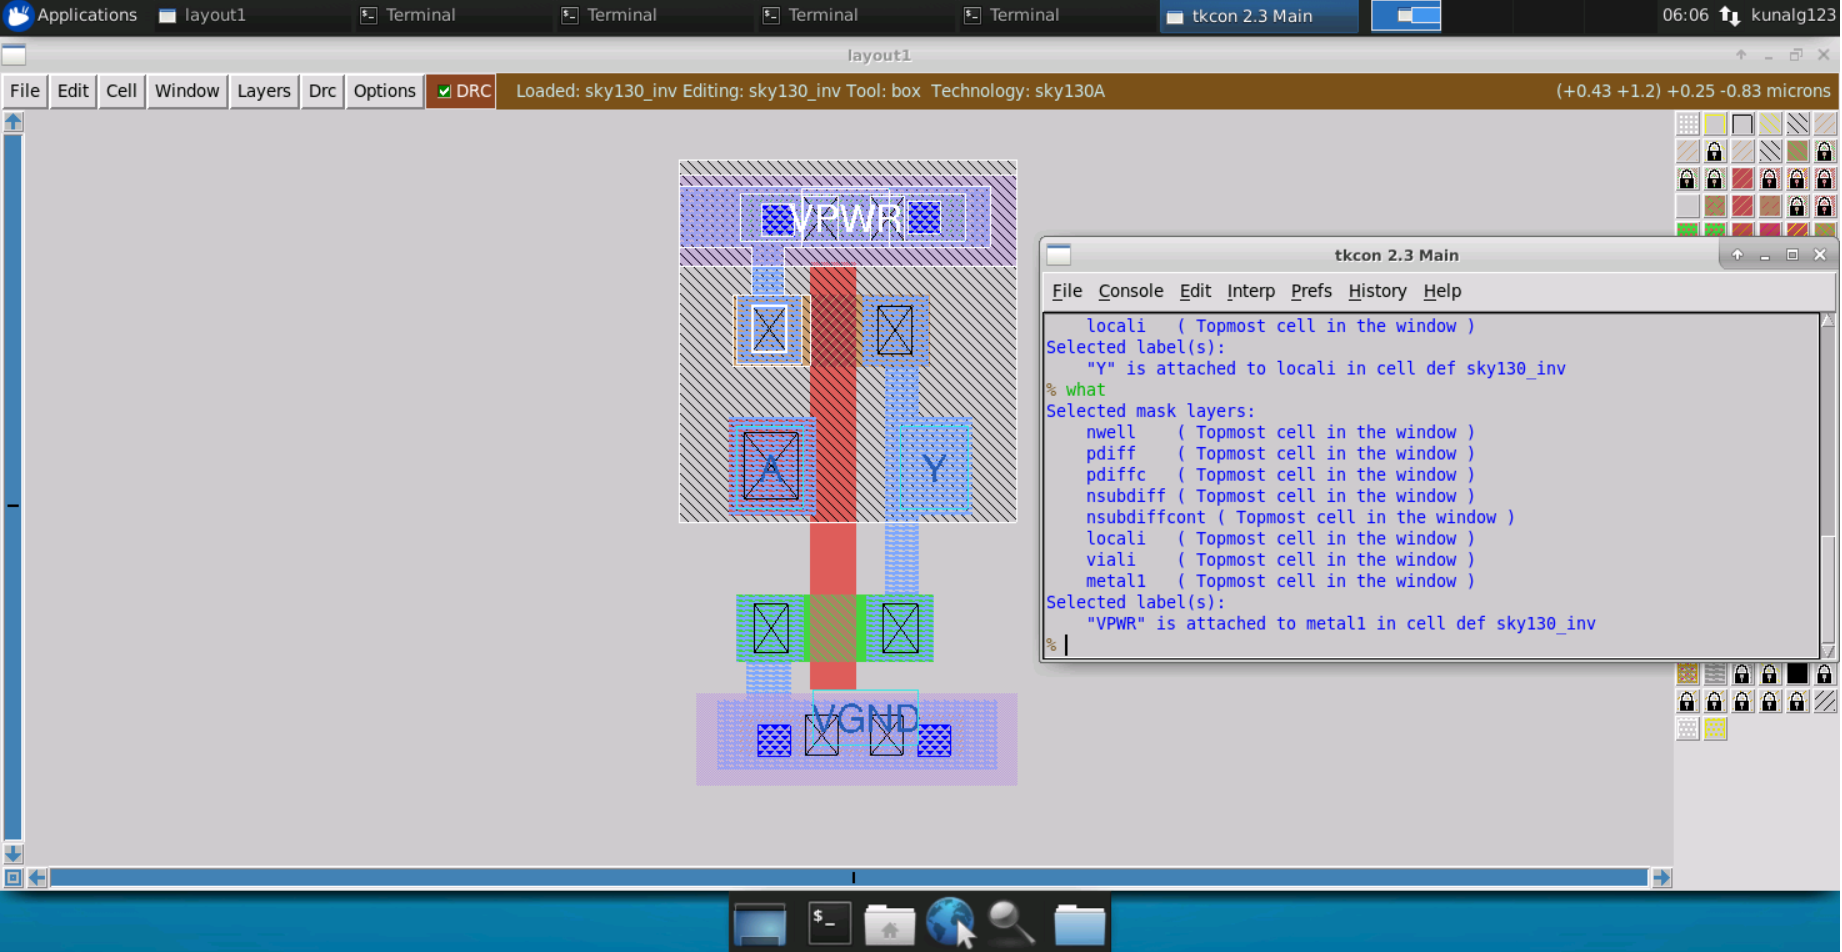 Applications
layout1
Terminal
Terminal
Terminal
Terminal
tkcon 2.3 Main
06:06
kunalg123
layout1
File Edit Cell Window Layers Drc Options DRC
Loaded: sky130_inv Editing: sky130_inv Tool: box Technology: sky130A
(+0.43 +1.2) +0.25 -0.83 microns
VPWR
A
Y
VGND
tkcon 2.3 Main
File Console Edit Interp Prefs History Help
locali ( Topmost cell in the window )
Selected label(s):
"Y" is attached to locali in cell def sky130_inv
% what
Selected mask layers:
nwell ( Topmost cell in the window )
pdiff ( Topmost cell in the window )
pdiffc ( Topmost cell in the window )
nsubdiff ( Topmost cell in the window )
nsubdiffcont ( Topmost cell in the window )
locali ( Topmost cell in the window )
viali ( Topmost cell in the window )
metal1 ( Topmost cell in the window )
Selected label(s):
"VPWR" is attached to metal1 in cell def sky130_inv
%
$_